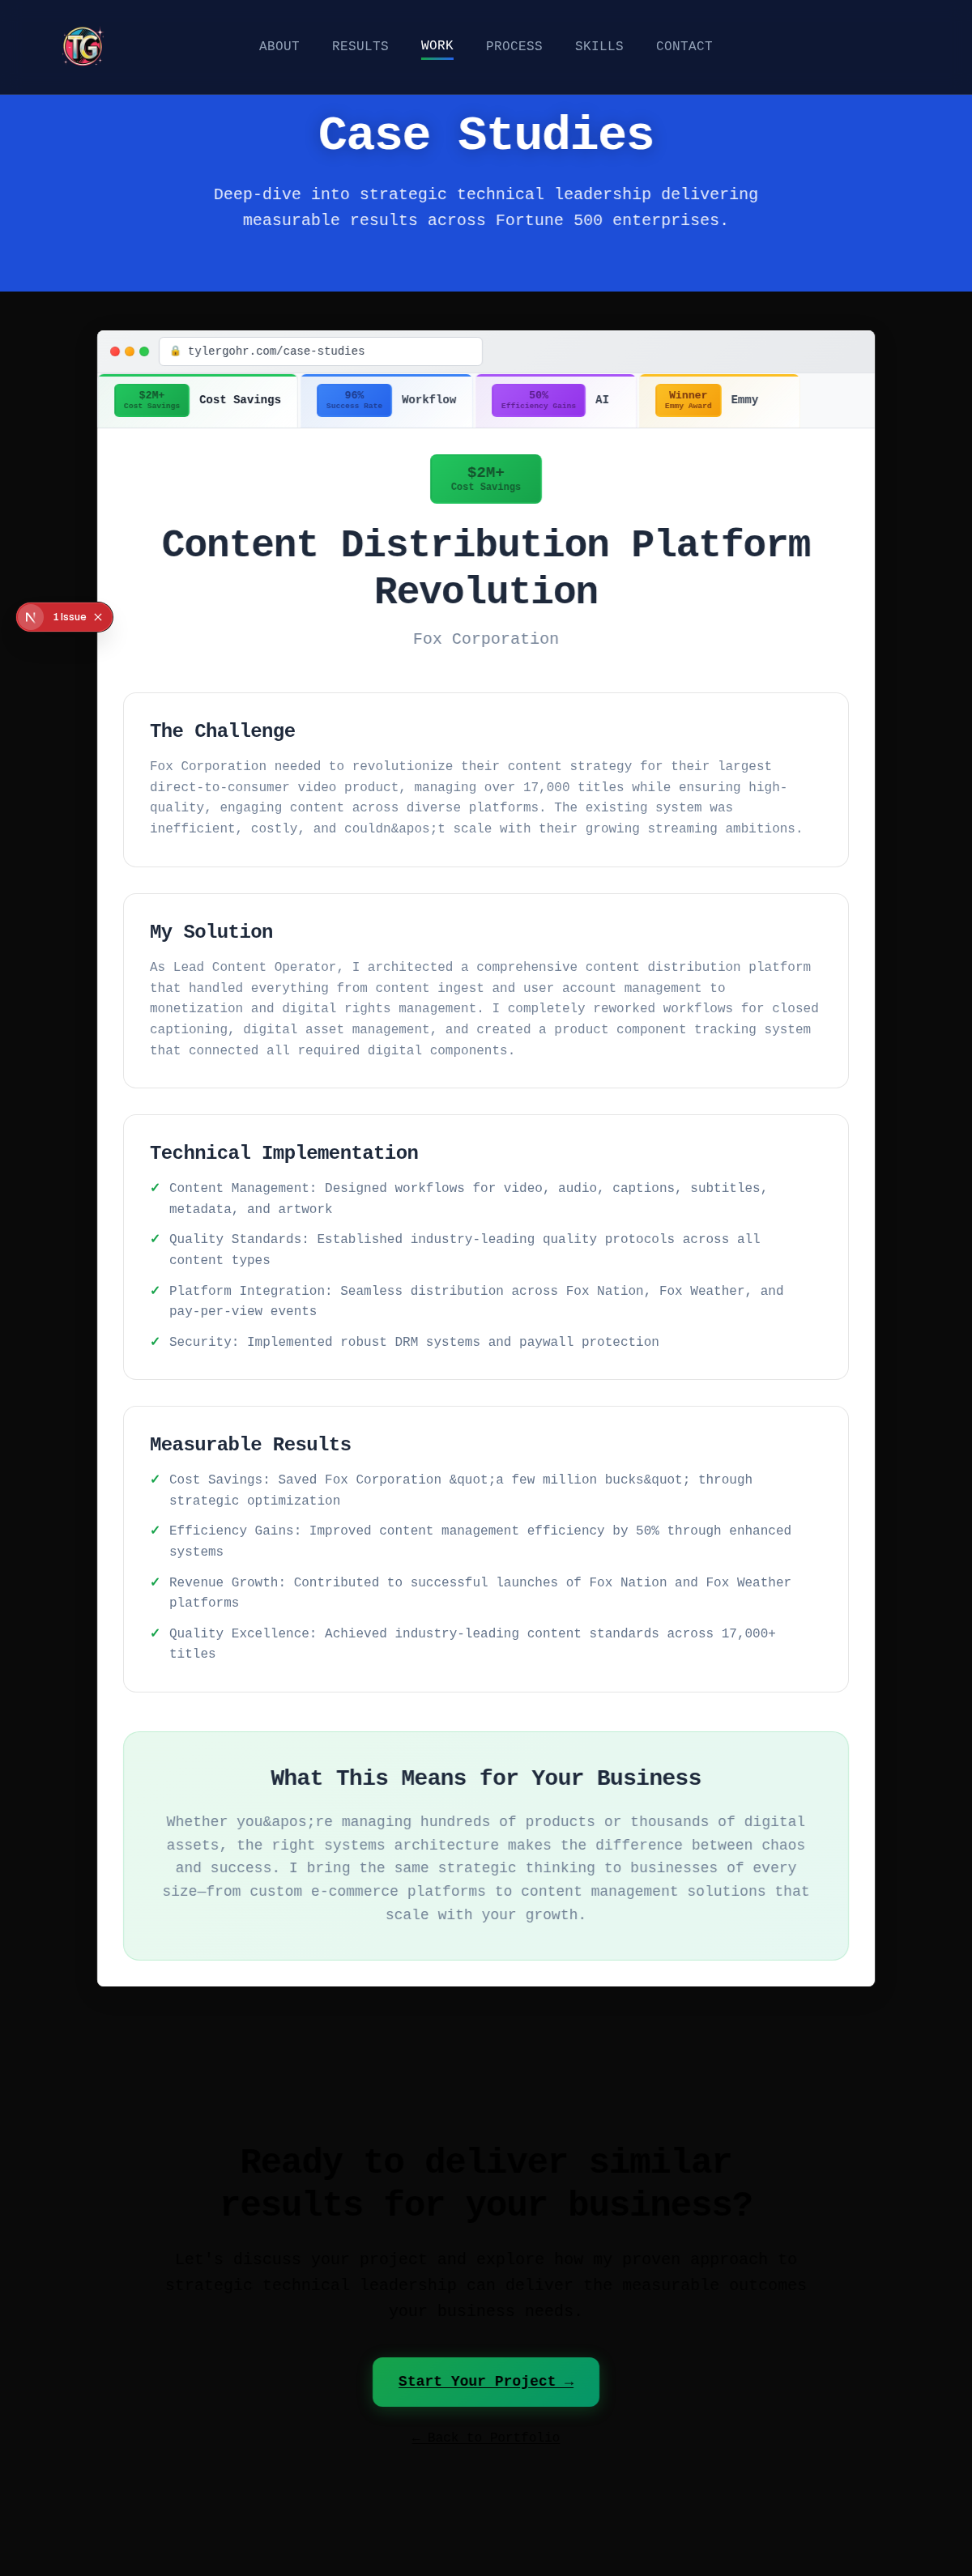 TG
ABOUT RESULTS WORK PROCESS SKILLS CONTACT
Case Studies
Deep-dive into strategic technical leadership delivering
measurable results across Fortune 500 enterprises.
tylergohr.com/case-studies
$2M+
Cost Savings
Cost Savings
96%
Success Rate
Workflow
50%
Efficiency Gains
AI
Winner
Emmy Award
Emmy
$2M+
Cost Savings
Content Distribution Platform
Revolution
Fox Corporation
N 1 Issue ×
The Challenge
Fox Corporation needed to revolutionize their content strategy for their largest
direct-to-consumer video product, managing over 17,000 titles while ensuring high-
quality, engaging content across diverse platforms. The existing system was
inefficient, costly, and couldn&apos;t scale with their growing streaming ambitions.
My Solution
As Lead Content Operator, I architected a comprehensive content distribution platform
that handled everything from content ingest and user account management to
monetization and digital rights management. I completely reworked workflows for closed
captioning, digital asset management, and created a product component tracking system
that connected all required digital components.
Technical Implementation
✓ Content Management: Designed workflows for video, audio, captions, subtitles,
metadata, and artwork
✓ Quality Standards: Established industry-leading quality protocols across all
content types
✓ Platform Integration: Seamless distribution across Fox Nation, Fox Weather, and
pay-per-view events
✓ Security: Implemented robust DRM systems and paywall protection
Measurable Results
✓ Cost Savings: Saved Fox Corporation &quot;a few million bucks&quot; through
strategic optimization
✓ Efficiency Gains: Improved content management efficiency by 50% through enhanced
systems
✓ Revenue Growth: Contributed to successful launches of Fox Nation and Fox Weather
platforms
✓ Quality Excellence: Achieved industry-leading content standards across 17,000+
titles
What This Means for Your Business
Whether you&apos;re managing hundreds of products or thousands of digital
assets, the right systems architecture makes the difference between chaos
and success. I bring the same strategic thinking to businesses of every
size—from custom e-commerce platforms to content management solutions that
scale with your growth.
Ready to deliver similar
results for your business?
Let's discuss your project and explore how my proven approach to
strategic technical leadership can deliver the measurable outcomes
your business needs.
Start Your Project →
← Back to Portfolio